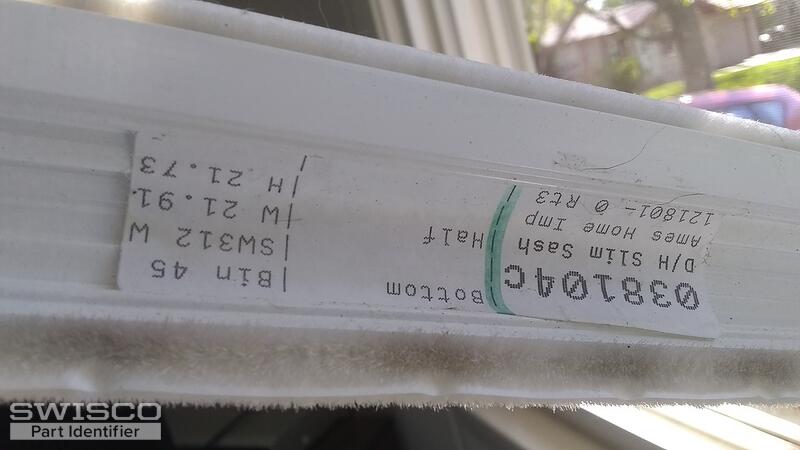 038104c
D/H Slim Sash
Ames Home Imp
121801- 0 Rt3
Bottom
Half
|Bin 45
|SW312 W
|W 21.91
|H 21.73
SWISCO
Part Identifier